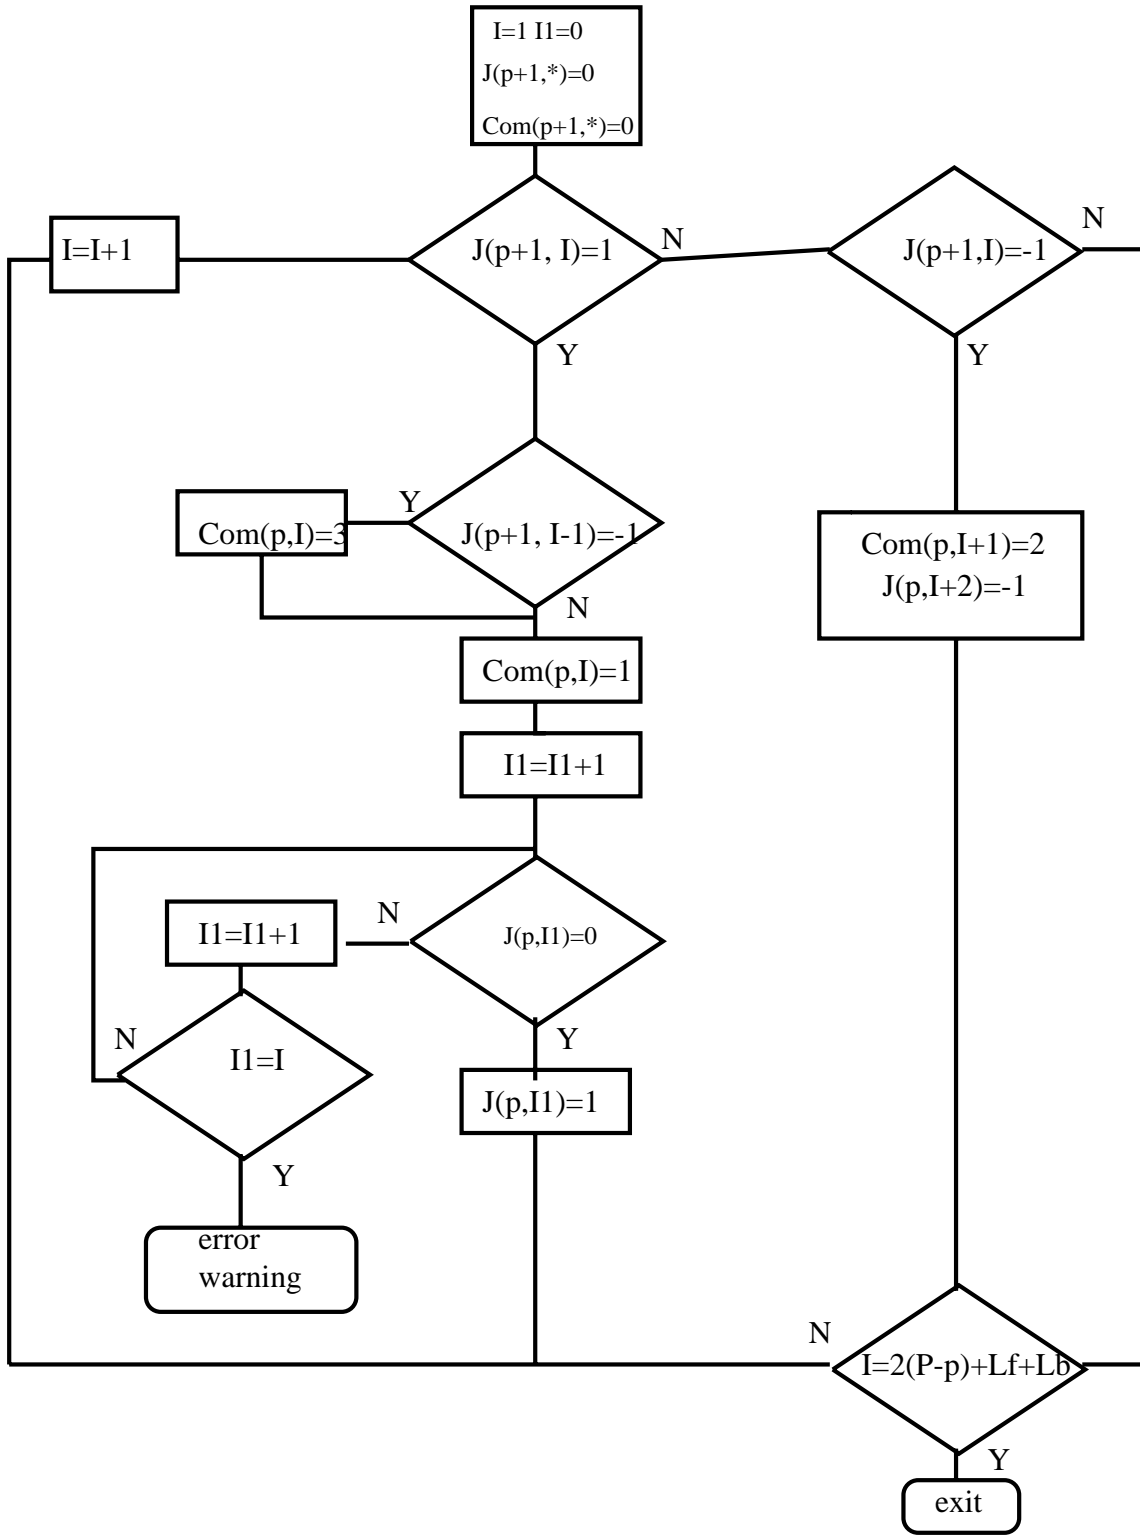 I=1 I1=0
J(p+1,*)=0
Com(p+1,*)=0
I=I+1
J(p+1, I)=1
N
J(p+1,I)=-1
N
Y
Y
Y
Com(p,I)=3
J(p+1, I-1)=-1
N
Com(p,I+1)=2
J(p,I+2)=-1
Com(p,I)=1
I1=I1+1
N
I1=I1+1
J(p,I1)=0
N
I1=I
Y
J(p,I1)=1
Y
error
warning
N
I=2(P-p)+Lf+Lb
Y
exit